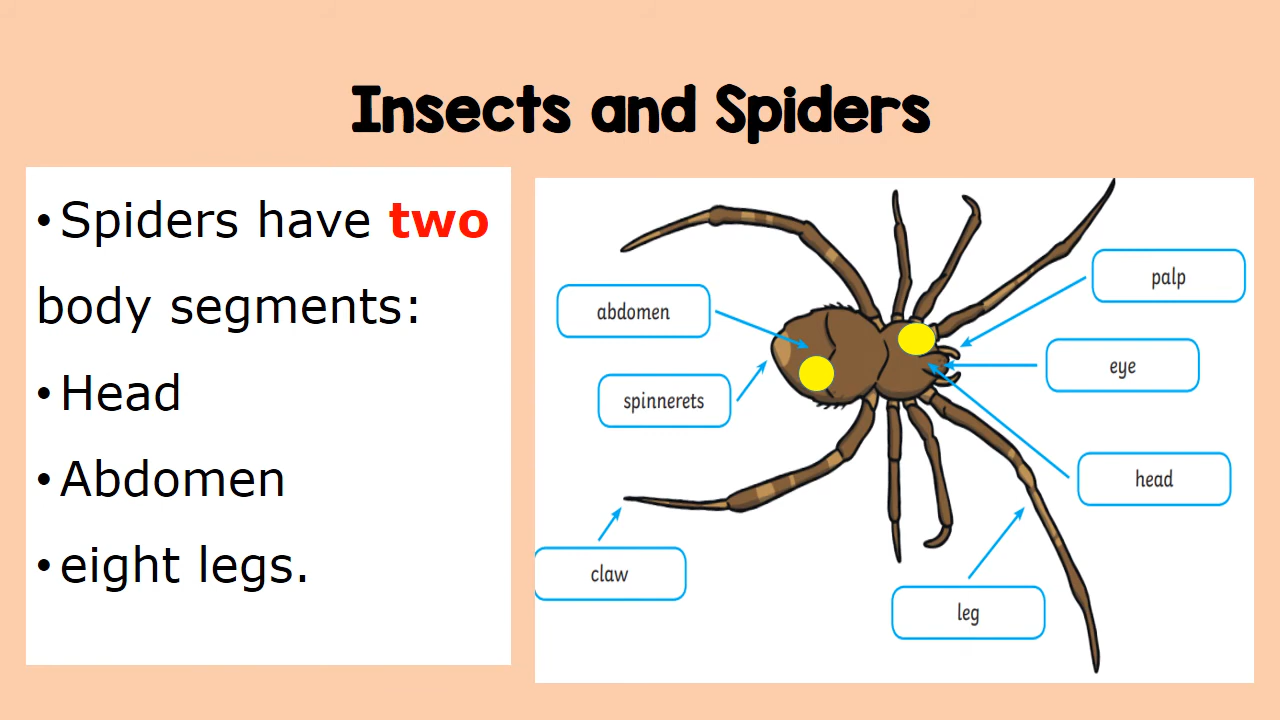 Insects and Spiders
•Spiders have two
body segments:
•Head
•Abdomen
•eight legs.
abdomen
spinnerets
claw
palp
eye
head
leg